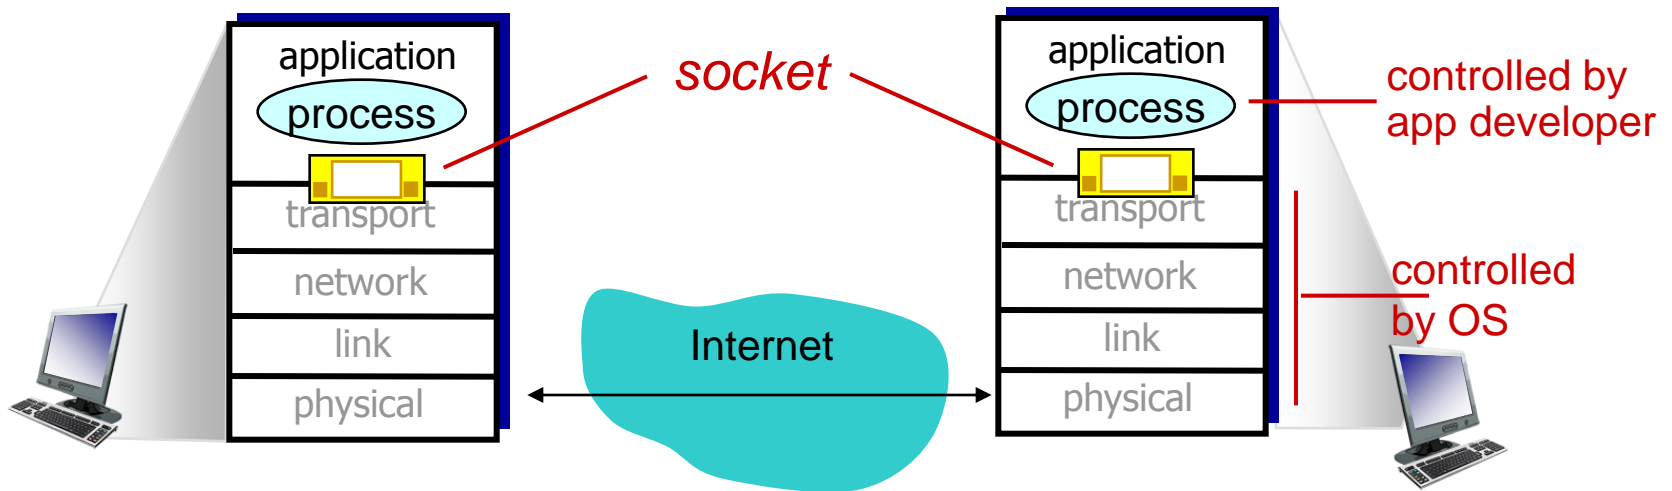 application
process
transport
network
link
physical
socket
Internet
application
process
transport
network
link
physical
controlled by
app developer
controlled
by OS